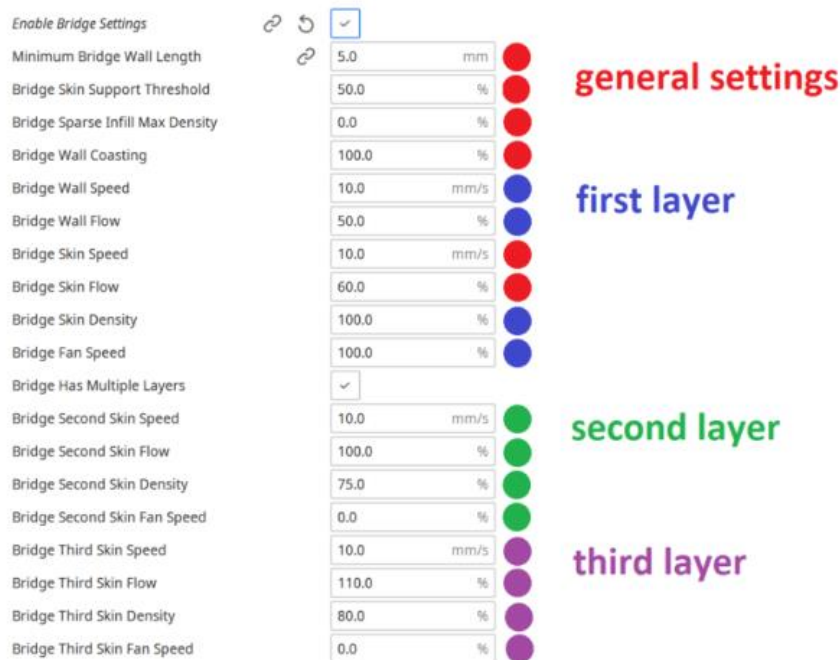 Enable Bridge Settings
Minimum Bridge Wall Length 5.0 mm
general settings
Bridge Skin Support Threshold 50.0 %
Bridge Sparse Infill Max Density 0.0 %
Bridge Wall Coasting 100.0 %
Bridge Wall Speed 10.0 mm/s
first layer
Bridge Wall Flow 50.0 %
Bridge Skin Speed 10.0 mm/s
Bridge Skin Flow 60.0 %
Bridge Skin Density 100.0 %
Bridge Fan Speed 100.0 %
Bridge Has Multiple Layers
Bridge Second Skin Speed 10.0 mm/s
second layer
Bridge Second Skin Flow 100.0 %
Bridge Second Skin Density 75.0 %
Bridge Second Skin Fan Speed 0.0 %
Bridge Third Skin Speed 10.0 mm/s
third layer
Bridge Third Skin Flow 110.0 %
Bridge Third Skin Density 80.0 %
Bridge Third Skin Fan Speed 0.0 %